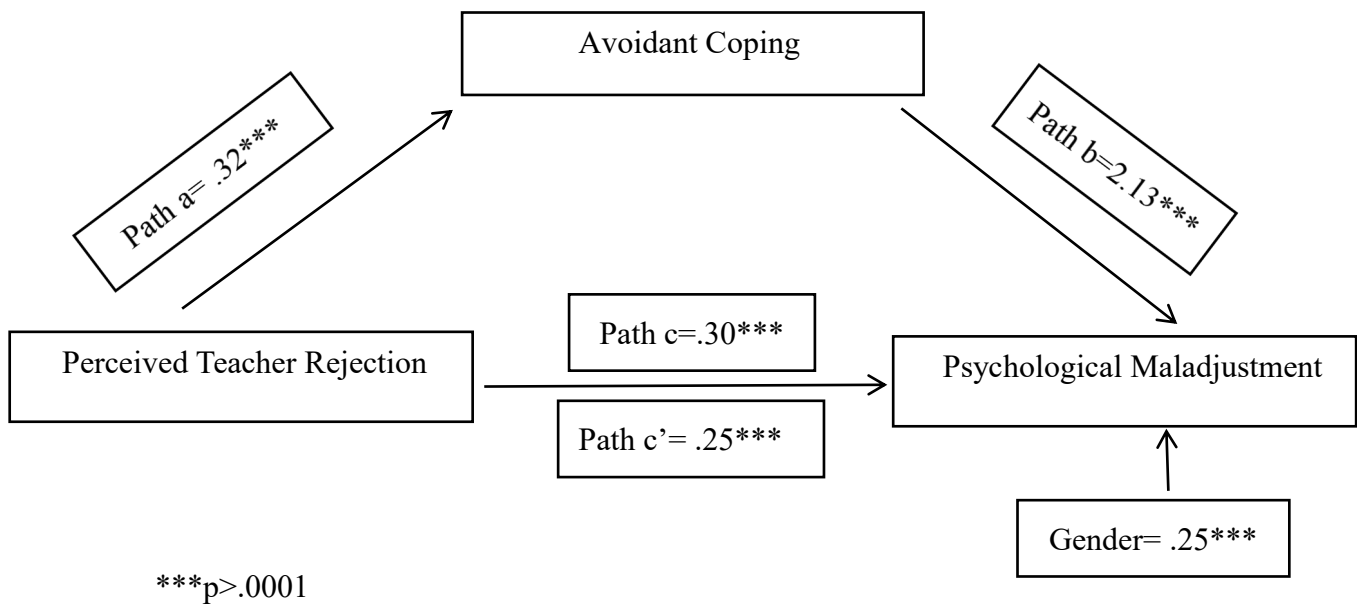 Avoidant Coping
Path a= .32***
Path b=2.13***
Path c=.30***
Perceived Teacher Rejection
Psychological Maladjustment
Path c’= .25***
Gender= .25***
***p>.0001